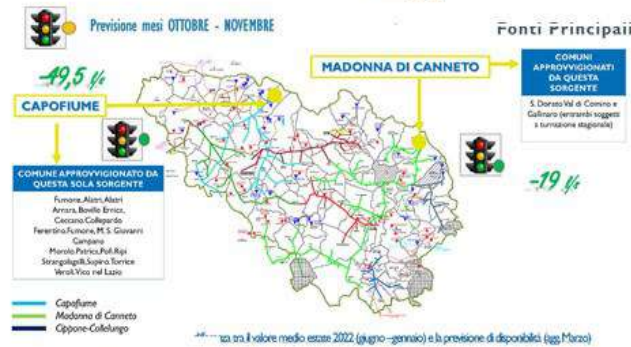 Previsione mesi OTTOBRE - NOVEMBRE
Fonti Principali
-49,5 l/s
CAPOFIUME
MADONNA DI CANNETO
COMUNI
APPROVVIGIONATI
DA QUESTA
SORGENTE
S. Donato Val di Comino e
Gallinaro (entrambi soggetti
a turnazione stagionale)
-19 l/s
COMUNE APPROVVIGIONATO DA
QUESTA SOLA SORGENTE
Fumone, Alatri, Alatri
Arnara, Boville Ernica,
Ceccano, Collepardo
Ferentino, Fumone, M. S. Giovanni
Campano
Morolo, Patrica, Pofi, Ripi
Strangolagalli, Supino, Torrice
Veroli, Vico nel Lazio
Capofiume
Madonna di Canneto
Cippone-Collelungo
tra il valore medio estate 2022 (giugno -gennaio) e la previsione di disponibilità (agg. Marzo)